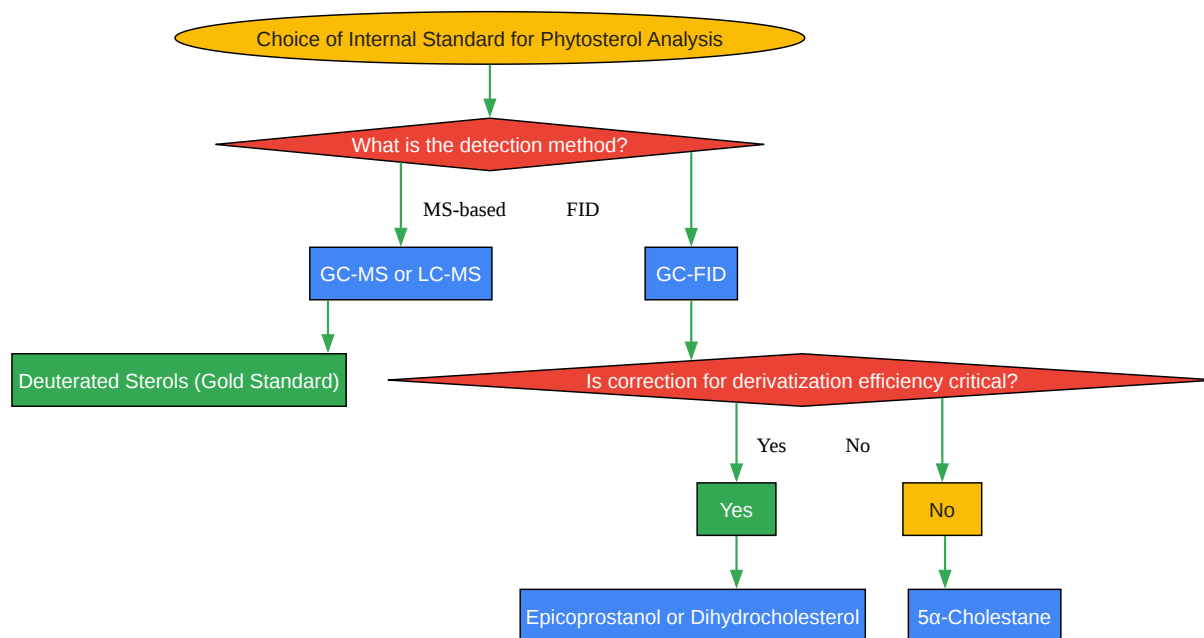 Choice of Internal Standard for Phytosterol Analysis
What is the detection method?
MS-based
FID
GC-MS or LC-MS
GC-FID
Deuterated Sterols (Gold Standard)
Is correction for derivatization efficiency critical?
Yes
No
Yes
No
Epicoprostanol or Dihydrocholesterol
5α-Cholestane